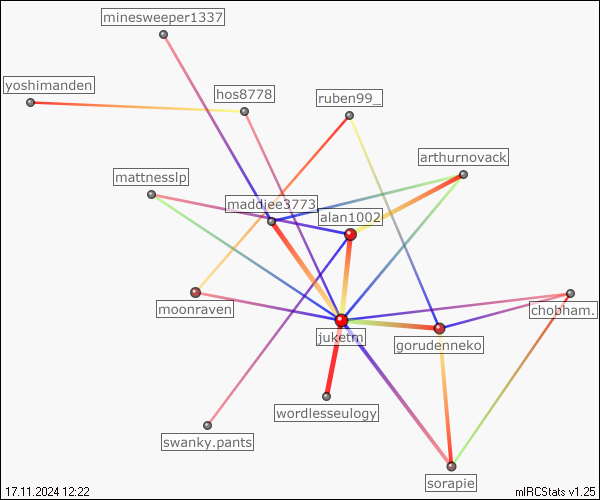 minesweeper1337
yoshimanden
hos8778
ruben99_
arthurnovack
mattnesslp
maddiee3773
alan1002
moonraven
chobham.
juketm
gorudenneko
wordlesseulogy
swanky.pants
sorapie
17.11.2024 12:22
mIRCStats v1.25